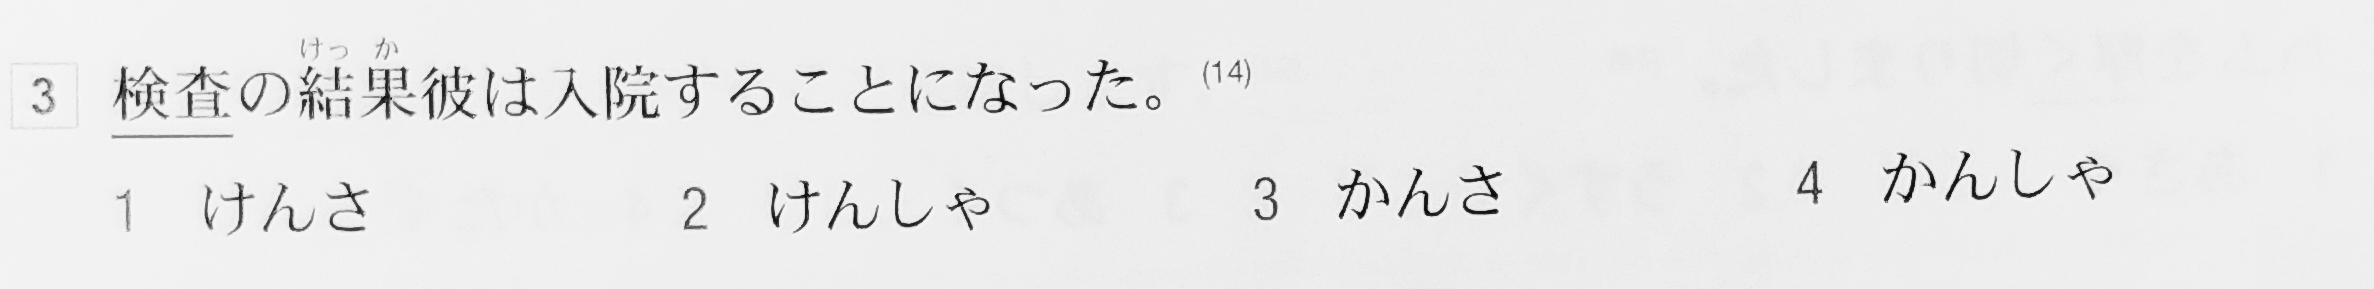 けっか
3 検査の結果彼は入院することになった。(14)
1 けんさ 2 けんしゃ 3 かんさ 4 かんしゃ